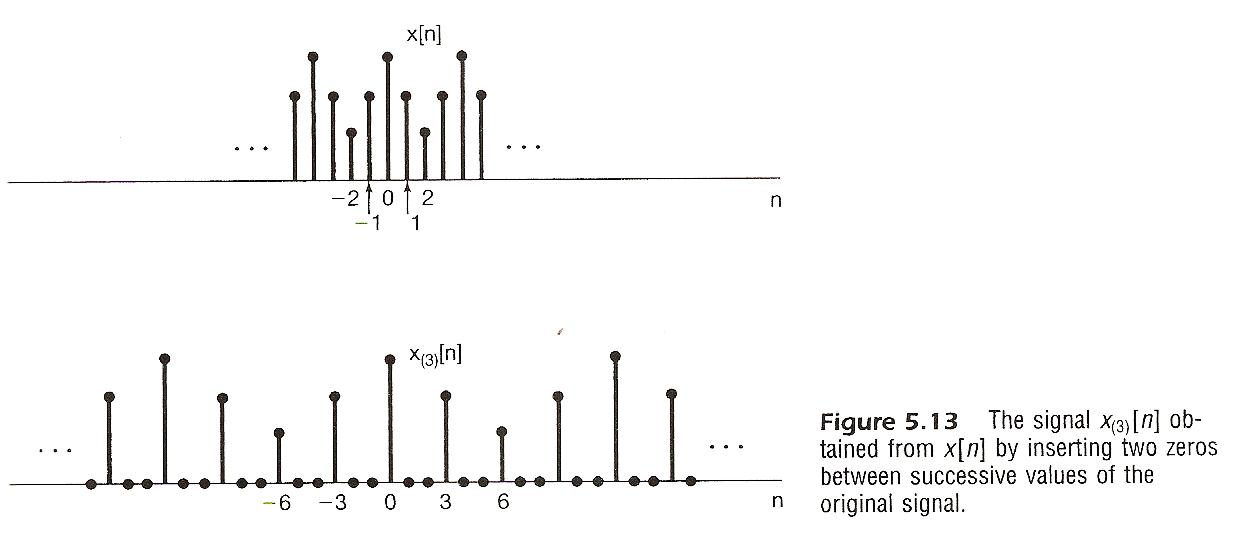 x[n]
. . .
. . .
−2 0 2
n
−1 1
x(3)[n]
. . .
. . .
−6 −3 0 3 6
n
Figure 5.13 The signal x(3)[n] ob-
tained from x[n] by inserting two zeros
between successive values of the
original signal.